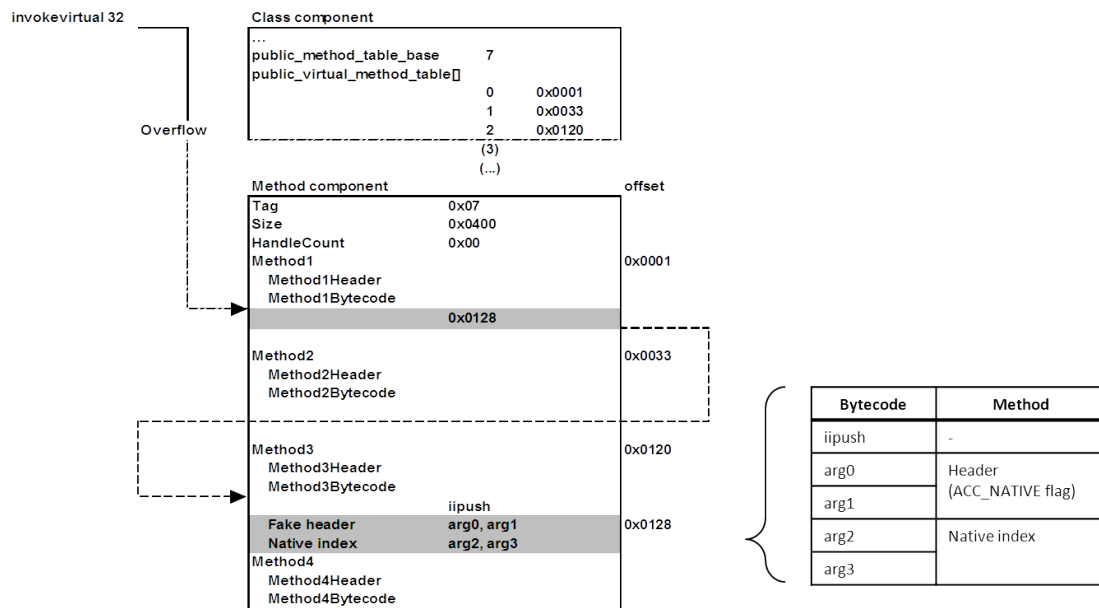 invokevirtual 32
Class component
...
public_method_table_base 7
public_virtual_method_table[]
0 0x0001
1 0x0033
Overflow
2 0x0120
(3)
(...)
Method component offset
Tag 0x07
Size 0x0400
HandleCount 0x00
Method1 0x0001
Method1Header
Method1Bytecode
0x0128
Method2 0x0033
Method2Header
Method2Bytecode
Method3 0x0120
Method3Header
Method3Bytecode
iipush
Fake header arg0, arg1 0x0128
Native index arg2, arg3
Method4
Method4Header
Method4Bytecode
Bytecode Method
iipush -
arg0 Header
(ACC_NATIVE flag)
arg1
arg2 Native index
arg3